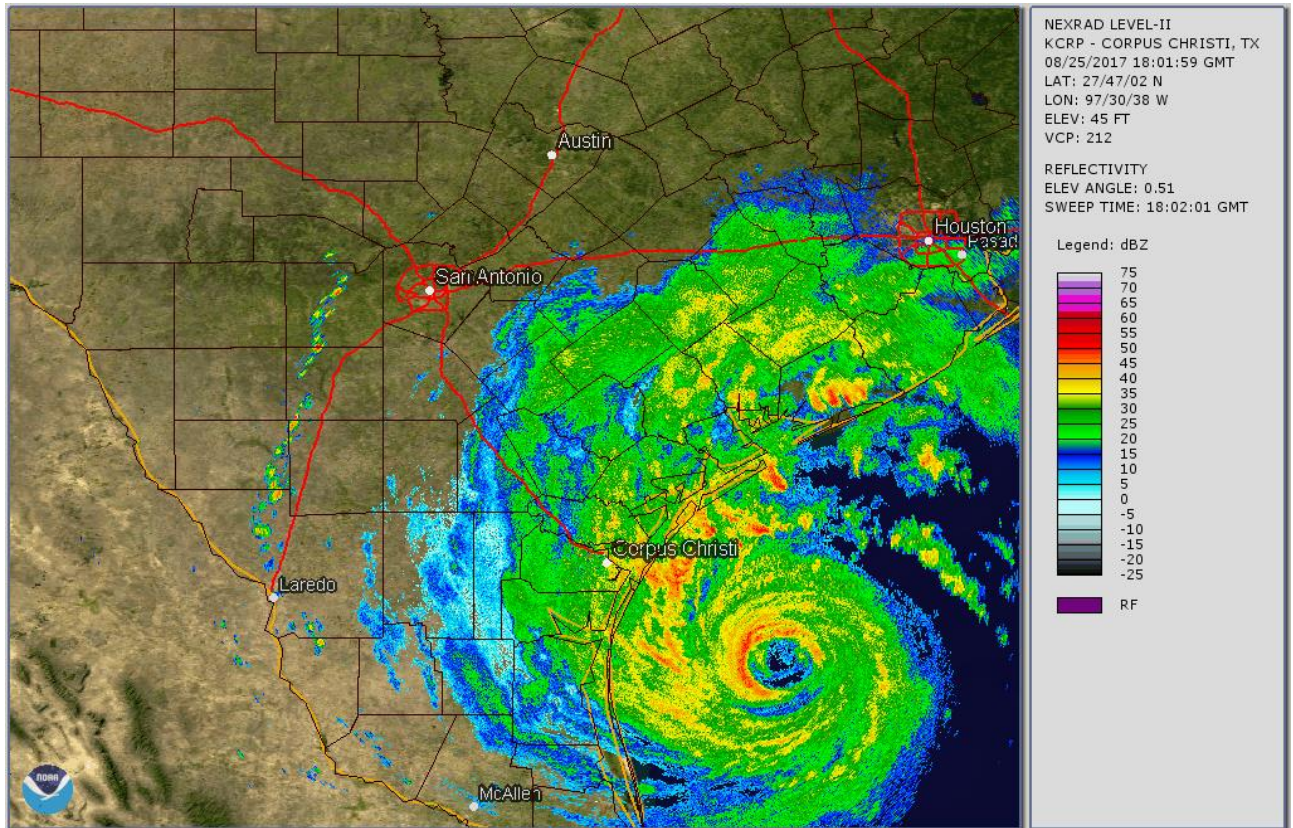 Austin
Houston
Pasad
San Antonio
Corpus Christi
Laredo
McAllen
NOAA
NEXRAD LEVEL-II
KCRP - CORPUS CHRISTI, TX
08/25/2017 18:01:59 GMT
LAT: 27/47/02 N
LON: 97/30/38 W
ELEV: 45 FT
VCP: 212
REFLECTIVITY
ELEV ANGLE: 0.51
SWEEP TIME: 18:02:01 GMT
Legend: dBZ
75
70
65
60
55
50
45
40
35
30
25
20
15
10
5
0
-5
-10
-15
-20
-25
RF